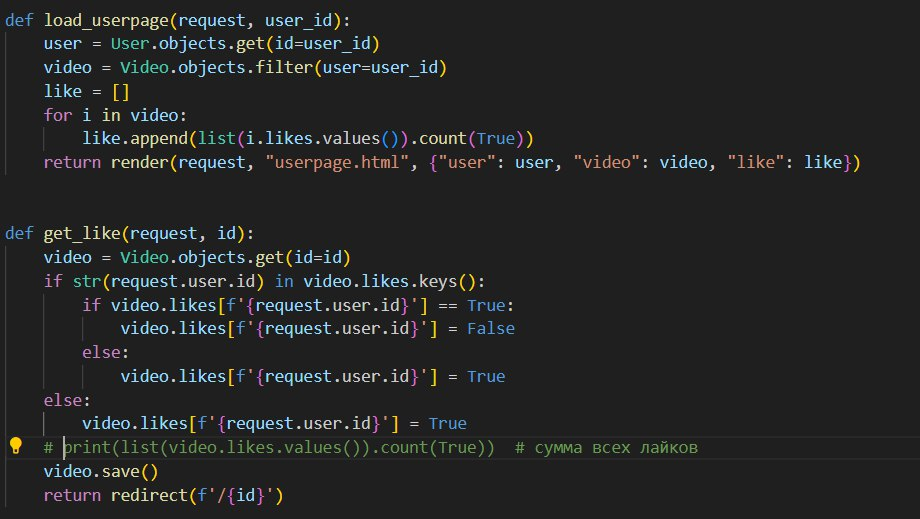 def load_userpage(request, user_id):
    user = User.objects.get(id=user_id)
    video = Video.objects.filter(user=user_id)
    like = []
    for i in video:
        like.append(list(i.likes.values()).count(True))
    return render(request, "userpage.html", {"user": user, "video": video, "like": like})
def get_like(request, id):
    video = Video.objects.get(id=id)
    if str(request.user.id) in video.likes.keys():
        if video.likes[f'{request.user.id}'] == True:
            video.likes[f'{request.user.id}'] = False
        else:
            video.likes[f'{request.user.id}'] = True
    else:
        video.likes[f'{request.user.id}'] = True
    # print(list(video.likes.values()).count(True))  # сумма всех лайков
    video.save()
    return redirect(f'/{id}')